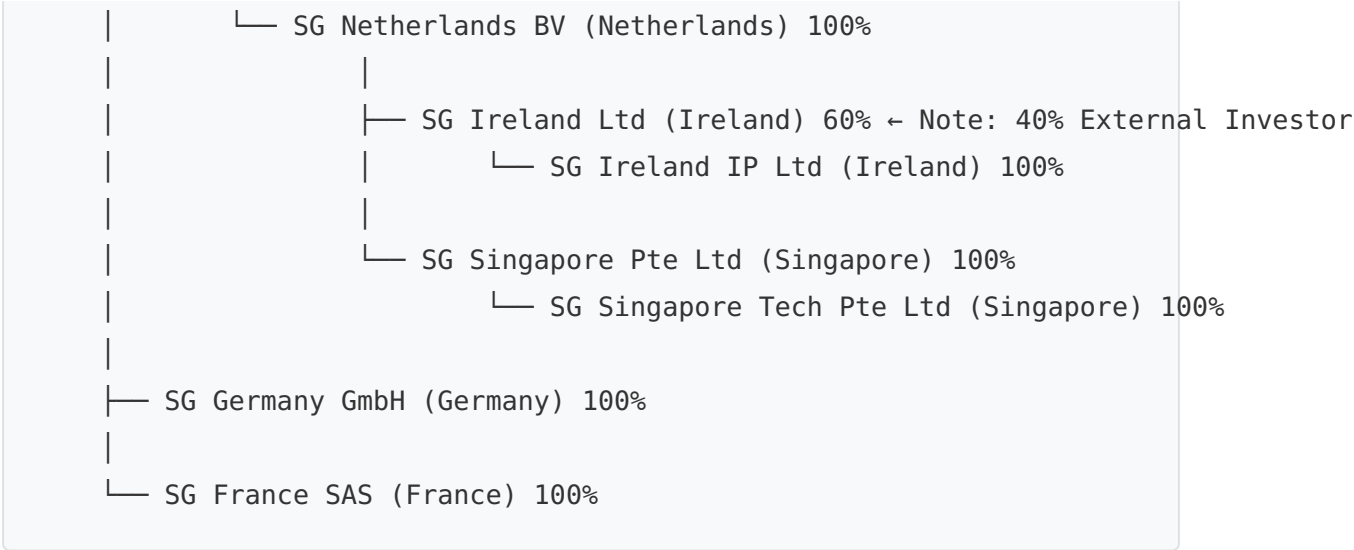 └── SG Netherlands BV (Netherlands) 100%
├── SG Ireland Ltd (Ireland) 60% ← Note: 40% External Investor
└── SG Ireland IP Ltd (Ireland) 100%
└── SG Singapore Pte Ltd (Singapore) 100%
└── SG Singapore Tech Pte Ltd (Singapore) 100%
├── SG Germany GmbH (Germany) 100%
└── SG France SAS (France) 100%